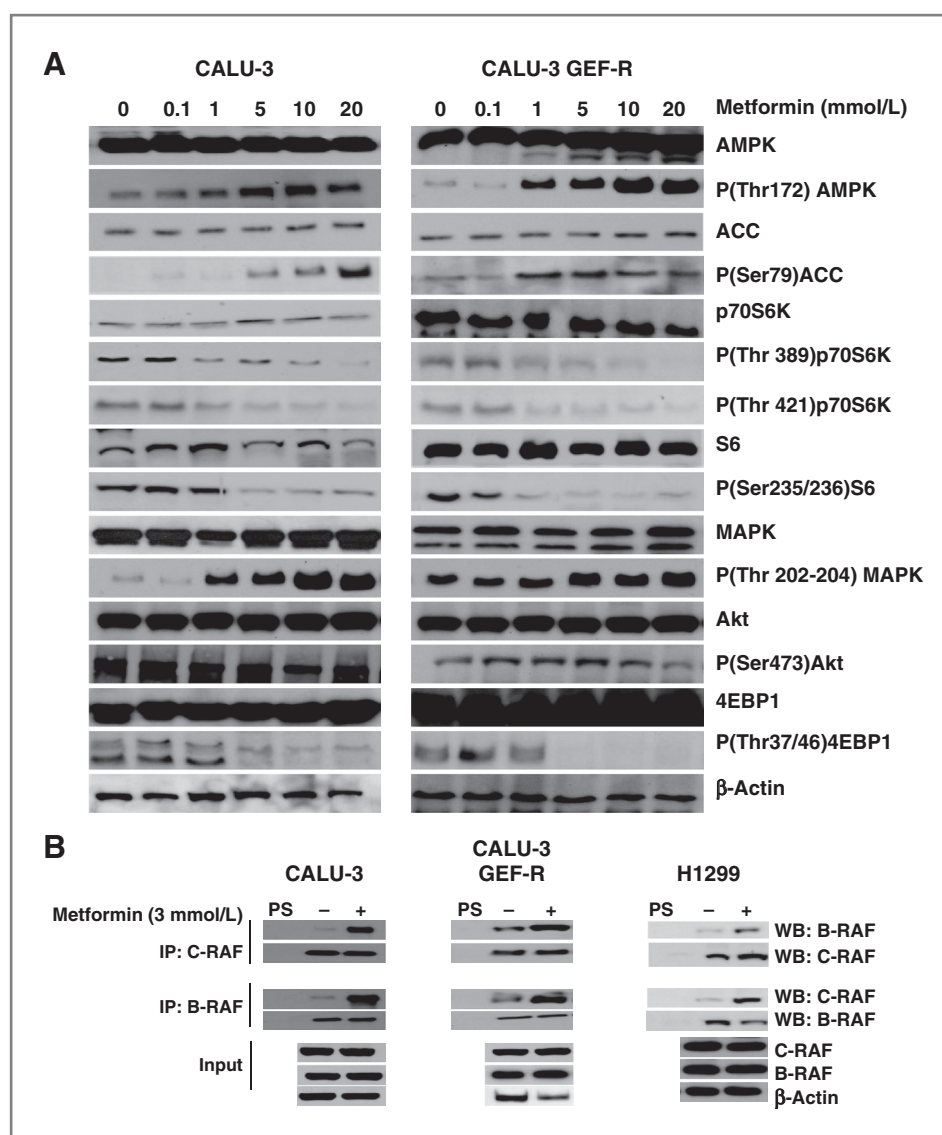 A
CALU-3 CALU-3 GEF-R
0 0.1 1 5 10 20 0 0.1 1 5 10 20 Metformin (mmol/L)
AMPK
P(Thr172) AMPK
ACC
P(Ser79)ACC
p70S6K
P(Thr 389)p70S6K
P(Thr 421)p70S6K
S6
P(Ser235/236)S6
MAPK
P(Thr 202-204) MAPK
Akt
P(Ser473)Akt
4EBP1
P(Thr37/46)4EBP1
β-Actin
B
CALU-3 CALU-3 GEF-R H1299
Metformin (3 mmol/L) PS – + PS – + PS – +
IP: C-RAF
WB: B-RAF
WB: C-RAF
IP: B-RAF
WB: C-RAF
WB: B-RAF
Input
C-RAF
B-RAF
β-Actin